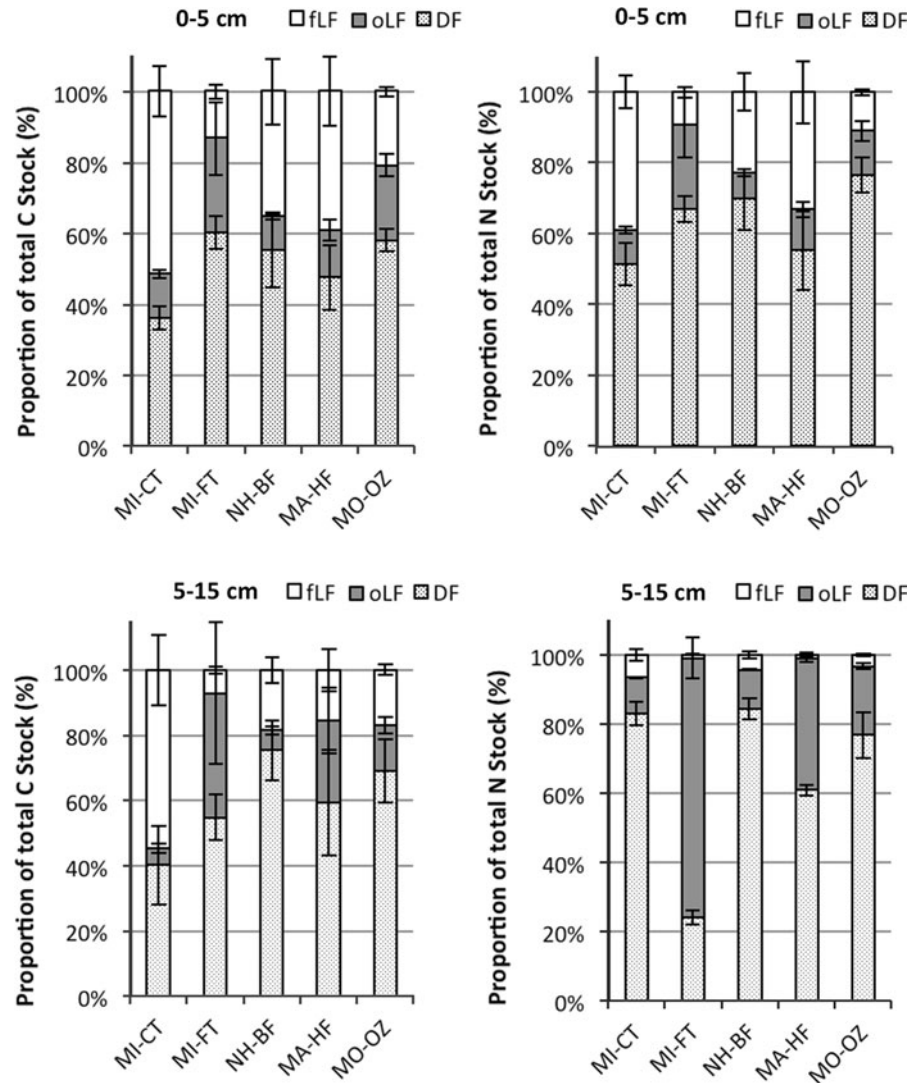 0-5 cm fLF oLF DF
Proportion of total C Stock (%)
100%
80%
60%
40%
20%
0%
MI-CT MI-FT NH-BF MA-HF MO-OZ
0-5 cm fLF oLF DF
Proportion of total N Stock (%)
100%
80%
60%
40%
20%
0%
MI-CT MI-FT NH-BF MA-HF MO-OZ
5-15 cm fLF oLF DF
Proportion of total C Stock (%)
100%
80%
60%
40%
20%
0%
MI-CT MI-FT NH-BF MA-HF MO-OZ
5-15 cm fLF oLF DF
Proportion of total N Stock (%)
100%
80%
60%
40%
20%
0%
MI-CT MI-FT NH-BF MA-HF MO-OZ